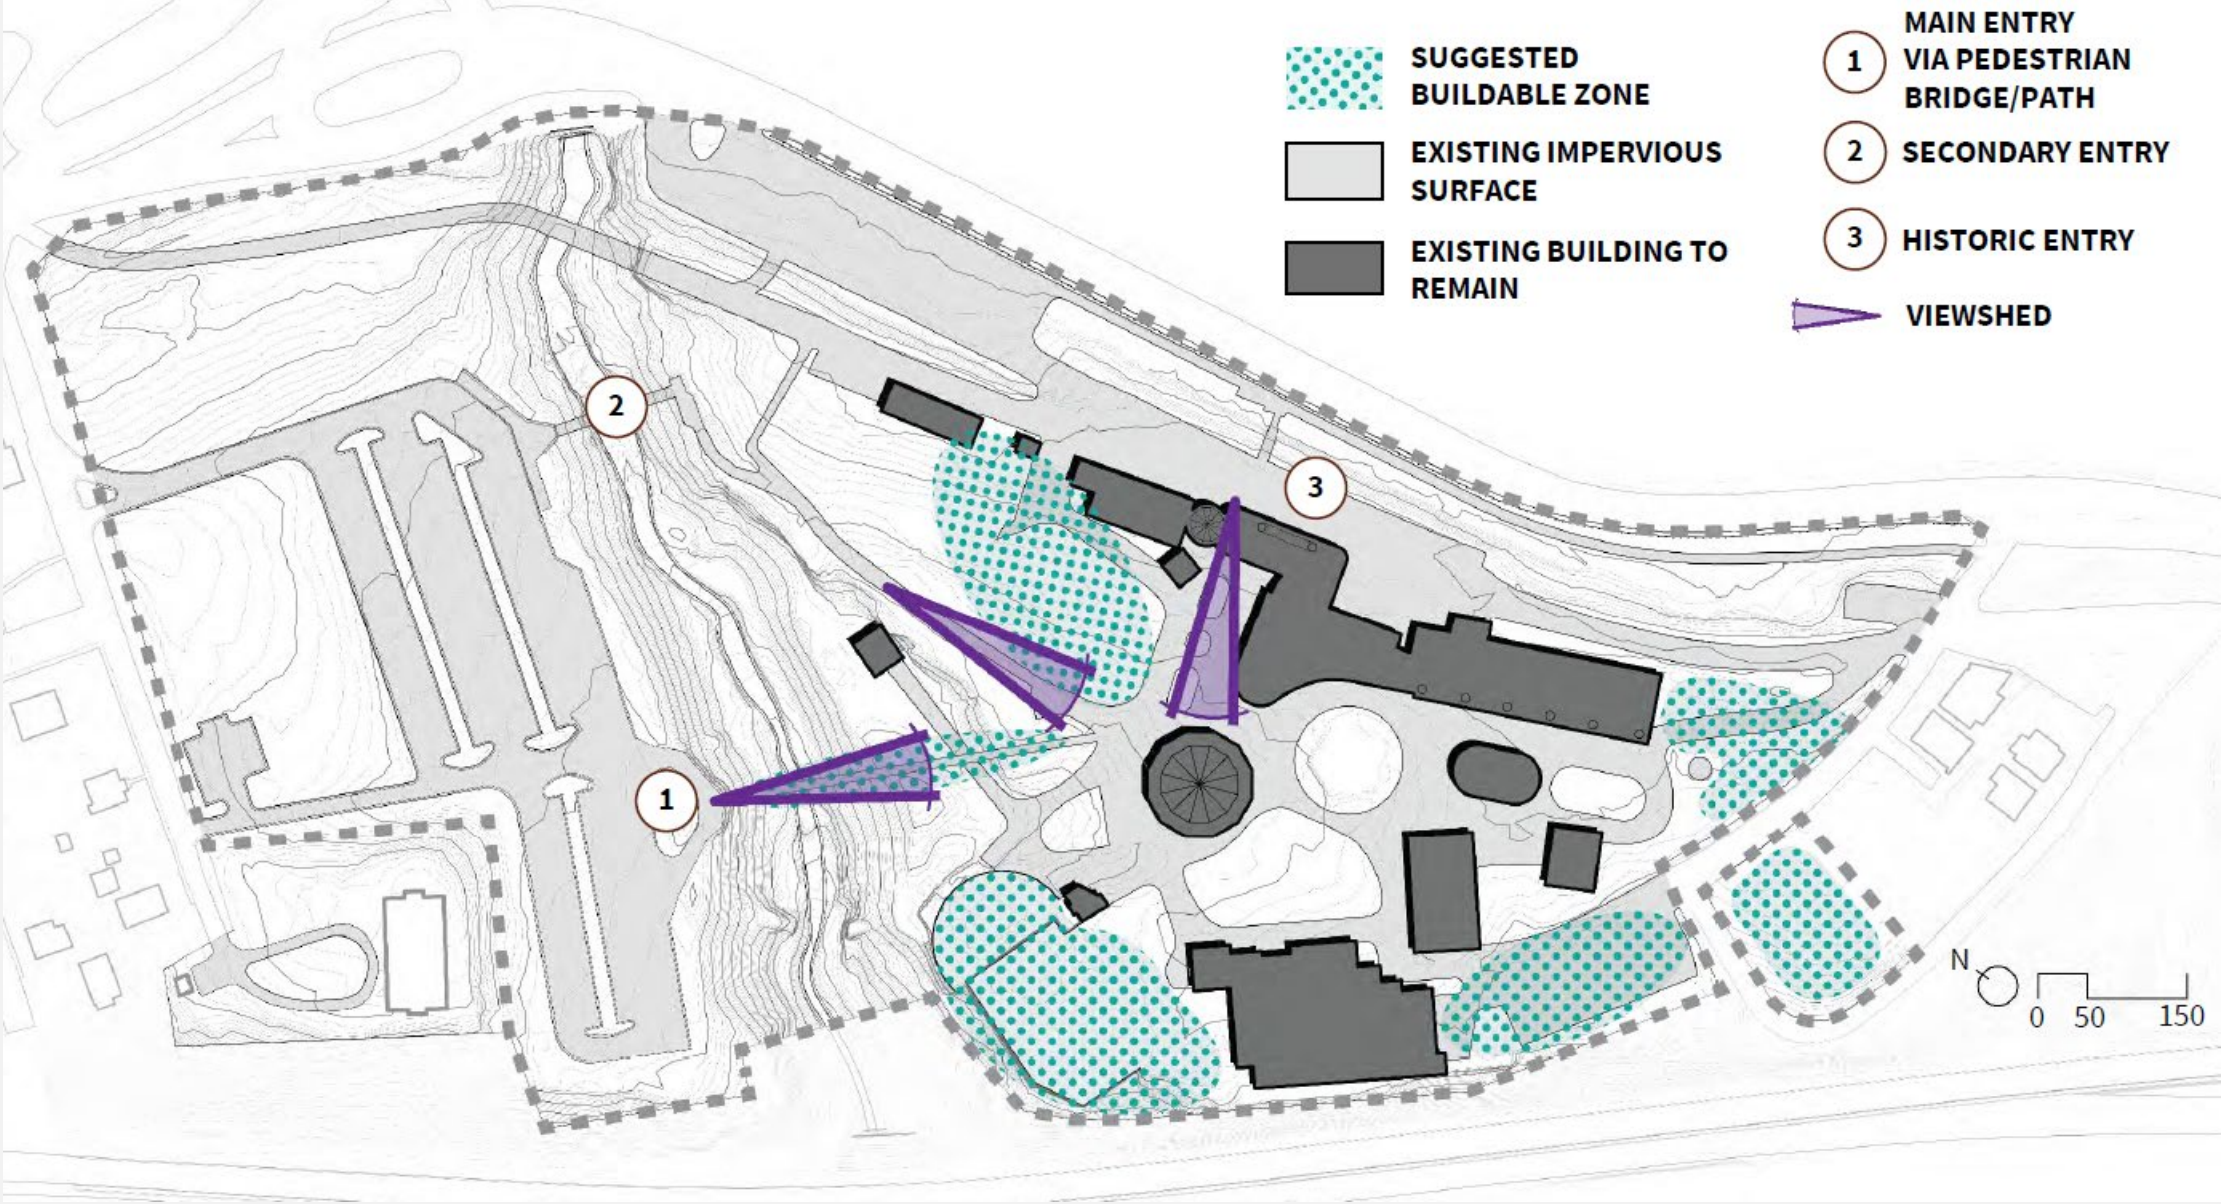 SUGGESTED
BUILDABLE ZONE
EXISTING IMPERVIOUS
SURFACE
EXISTING BUILDING TO
REMAIN
1
MAIN ENTRY
VIA PEDESTRIAN
BRIDGE/PATH
2
SECONDARY ENTRY
3
HISTORIC ENTRY
VIEWSHED
2
3
1
N
0 50 150